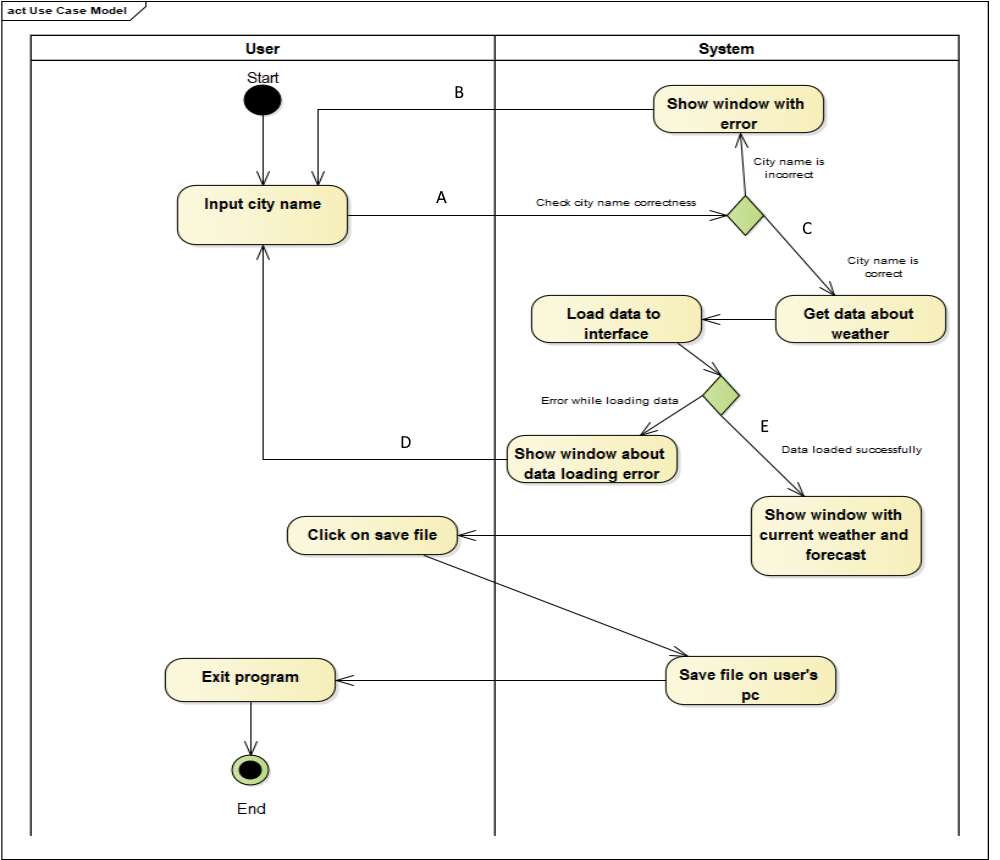 act Use Case Model
User
System
Start
B
Show window with
error
City name is
incorrect
Input city name
A
Check city name correctness
C
City name is
correct
Load data to
interface
Get data about
weather
Error while loading data
E
D
Data loaded successfully
Show window about
data loading error
Show window with
current weather and
forecast
Click on save file
Exit program
Save file on user's
pc
End